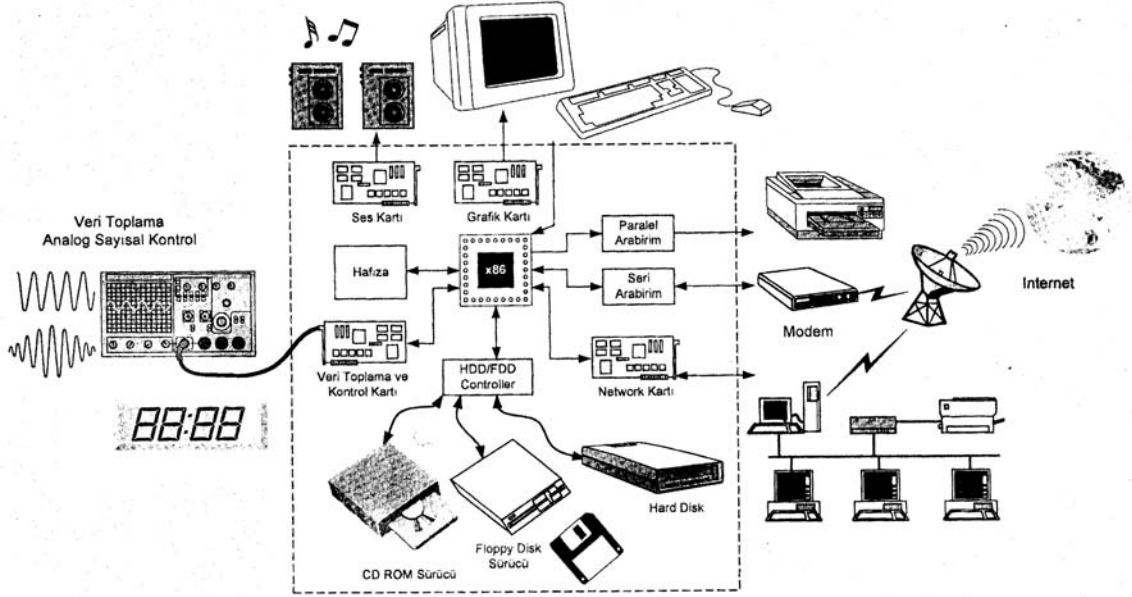 Ses Kartı
Grafik Kartı
Veri Toplama
Analog Sayısal Kontrol
Paralel
Arabirim
Hafıza
x86
Seri
Arabirim
Internet
Modem
Veri Toplama ve
Kontrol Kartı
HDD/FDD
Controller
Network Kartı
88:88
Hard Disk
Floppy Disk
Sürücü
CD ROM Sürücü